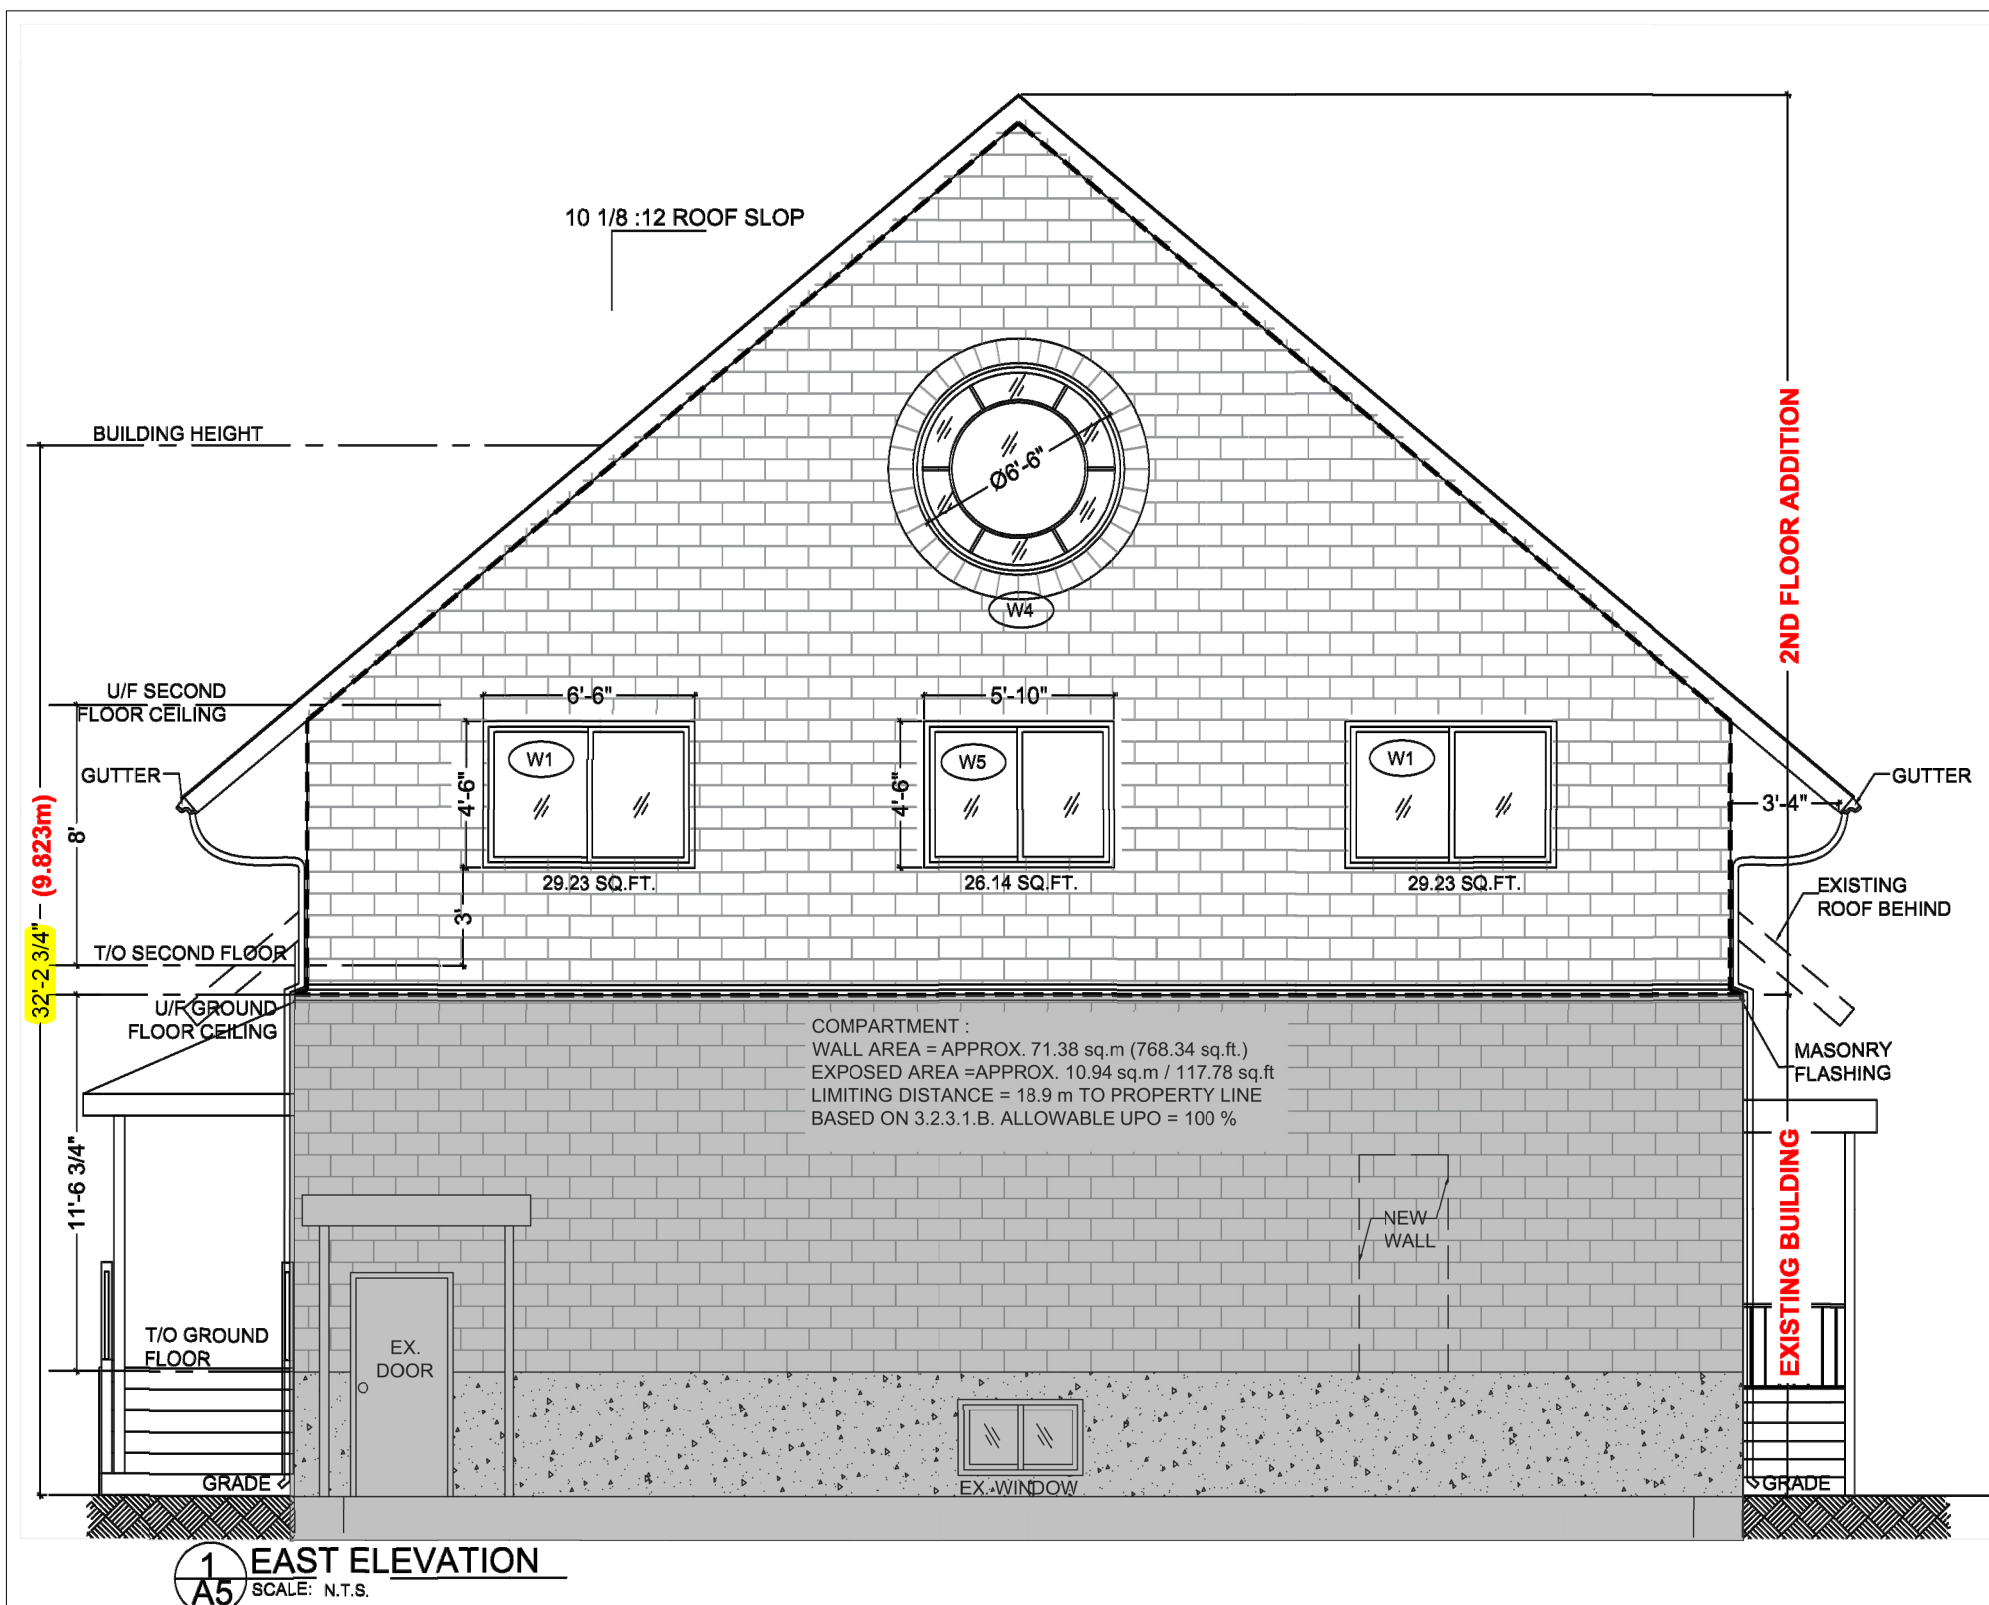 10 1/8 :12 ROOF SLOP
BUILDING HEIGHT
Ø6'-6"
W4
2ND FLOOR ADDITION
U/F SECOND
FLOOR CEILING
6'-6"
5'-10"
GUTTER
W1
W5
W1
GUTTER
3'-4"
4'-6"
4'-6"
8'
32'-2 3/4" (9.823m)
29.23 SQ.FT.
26.14 SQ.FT.
29.23 SQ.FT.
EXISTING
ROOF BEHIND
3'
T/O SECOND FLOOR
U/F GROUND
FLOOR CEILING
COMPARTMENT :
WALL AREA = APPROX. 71.38 sq.m (768.34 sq.ft.)
EXPOSED AREA =APPROX. 10.94 sq.m / 117.78 sq.ft
LIMITING DISTANCE = 18.9 m TO PROPERTY LINE
BASED ON 3.2.3.1.B. ALLOWABLE UPO = 100 %
MASONRY
FLASHING
11'-6 3/4"
NEW
WALL
EXISTING BUILDING
T/O GROUND
FLOOR
EX.
DOOR
GRADE
EX. WINDOW
GRADE
1
A5
EAST ELEVATION
SCALE: N.T.S.